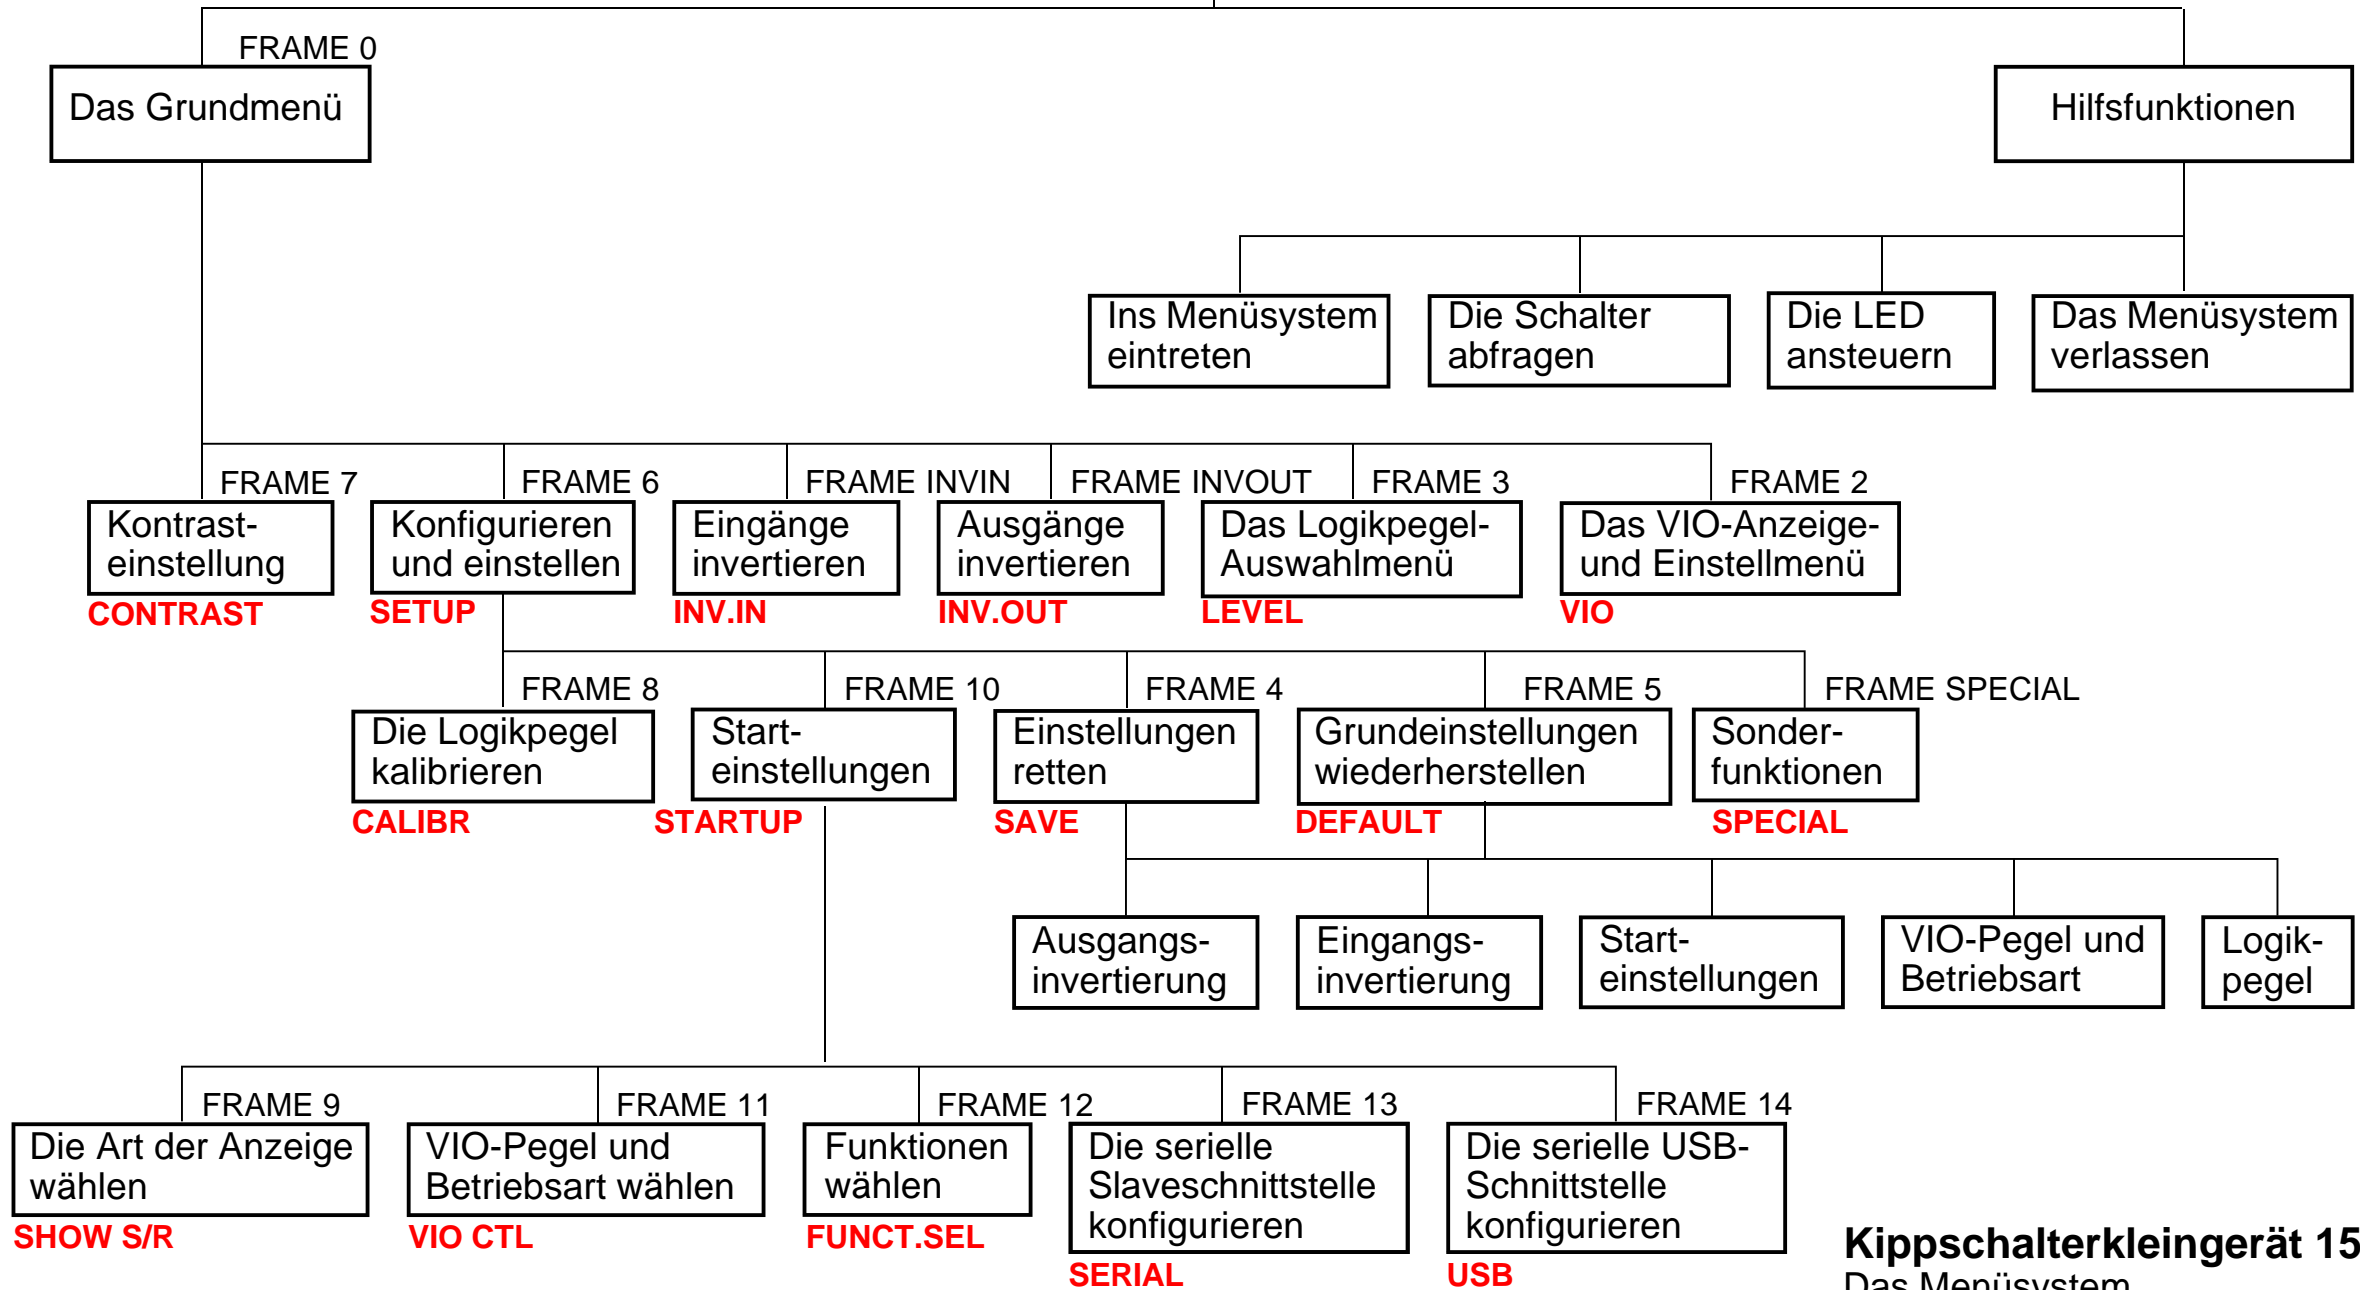 FRAME 0
Das Grundmenü
Hilfsfunktionen
Ins Menüsystem
eintreten
Die Schalter
abfragen
Die LED
ansteuern
Das Menüsystem
verlassen
FRAME 7
Kontrast-
einstellung
CONTRAST
FRAME 6
Konfigurieren
und einstellen
SETUP
FRAME INVIN
Eingänge
invertieren
INV.IN
FRAME INVOUT
Ausgänge
invertieren
INV.OUT
FRAME 3
Das Logikpegel-
Auswahlmenü
LEVEL
FRAME 2
Das VIO-Anzeige-
und Einstellmenü
VIO
FRAME 8
Die Logikpegel
kalibrieren
CALIBR
FRAME 10
Start-
einstellungen
STARTUP
FRAME 4
Einstellungen
retten
SAVE
FRAME 5
Grundeinstellungen
wiederherstellen
DEFAULT
FRAME SPECIAL
Sonder-
funktionen
SPECIAL
Ausgangs-
invertierung
Eingangs-
invertierung
Start-
einstellungen
VIO-Pegel und
Betriebsart
Logik-
pegel
FRAME 9
Die Art der Anzeige
wählen
SHOW S/R
FRAME 11
VIO-Pegel und
Betriebsart wählen
VIO CTL
FRAME 12
Funktionen
wählen
FUNCT.SEL
FRAME 13
Die serielle
Slaveschnittstelle
konfigurieren
SERIAL
FRAME 14
Die serielle USB-
Schnittstelle
konfigurieren
USB
Kippschalterkleingerät 15
Das Menüsystem